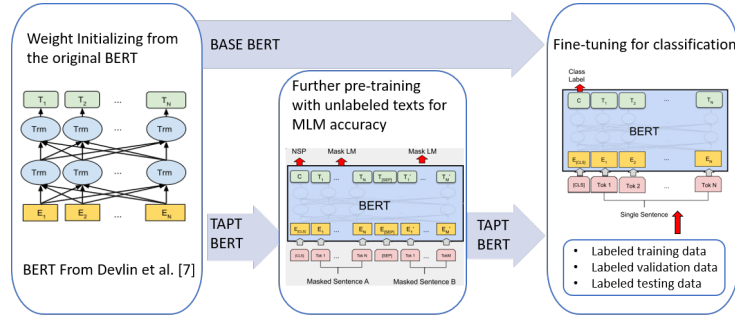 Weight Initializing from
the original BERT
T1 T2 ... TN
Trm Trm ... Trm
Trm Trm ... Trm
E1 E2 ... EN
BERT From Devlin et al. [7]
BASE BERT
TAPT
BERT
Further pre-training
with unlabeled texts for
MLM accuracy
NSP Mask LM Mask LM
C T1 ... TN T[SEP] T1' ... TM'
BERT
E[CLS] E1 ... EN E[SEP] E1' ... EM'
[CLS] Tok 1 ... Tok N [SEP] Tok 1 ... TokM
Masked Sentence A Masked Sentence B
TAPT
BERT
Fine-tuning for classification
Class
Label
C T1 T2 ... TN
BERT
E[CLS] E1 E2 ... EN
[CLS] Tok 1 Tok 2 ... Tok N
Single Sentence
• Labeled training data
• Labeled validation data
• Labeled testing data